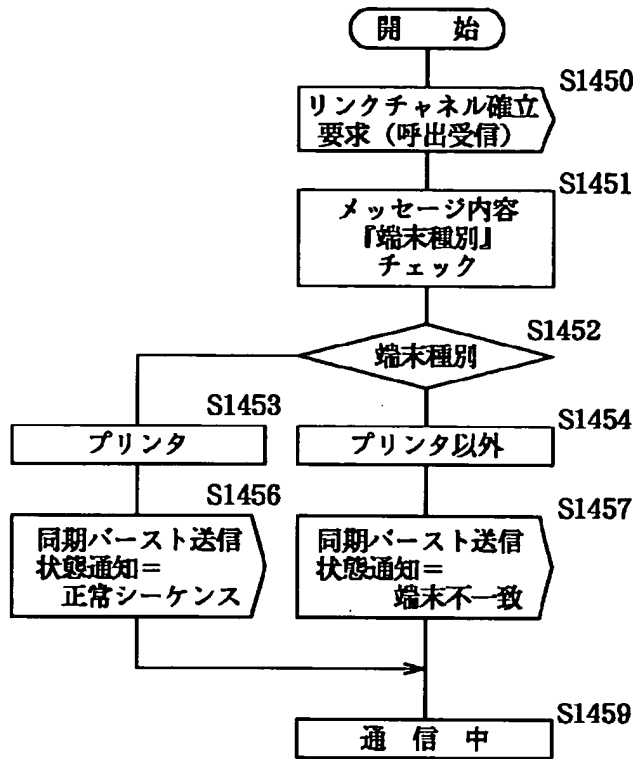 開 始
S1450
リンクチャネル確立
要求（呼出受信）
S1451
メッセージ内容
『端末種別』
チェック
S1452
端末種別
S1453
プリンタ
S1454
プリンタ以外
S1456
同期バースト送信
状態通知＝
正常シーケンス
S1457
同期バースト送信
状態通知＝
端末不一致
S1459
通 信 中